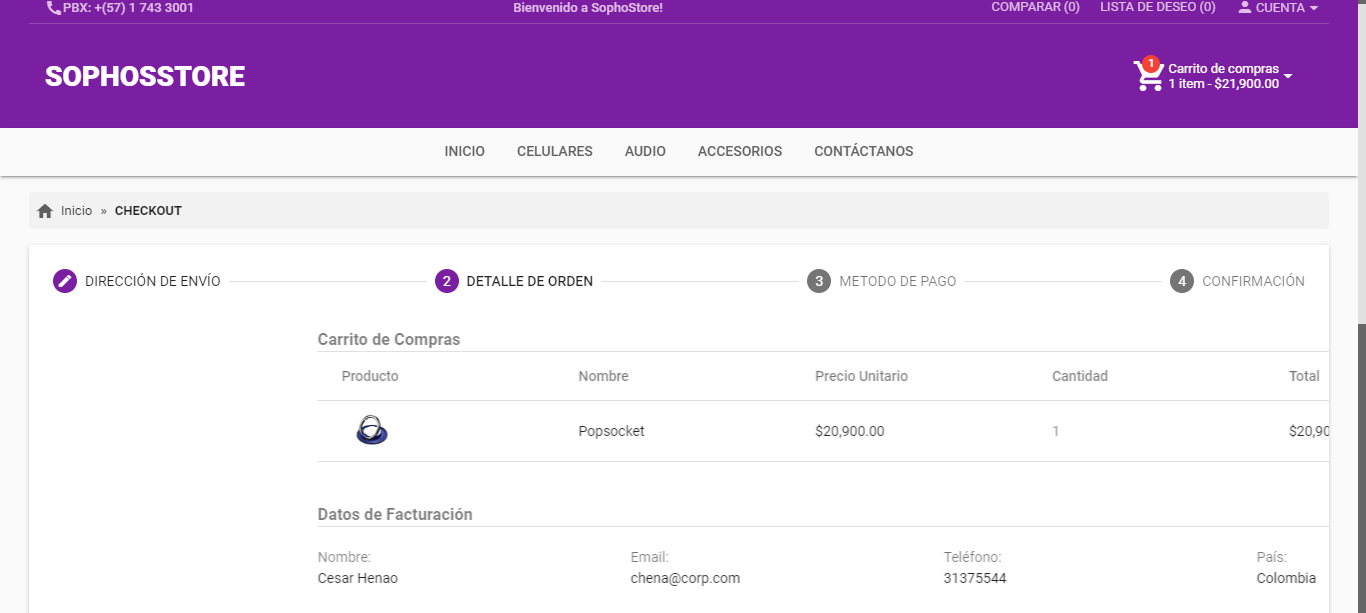 PBX: +(57) 1 743 3001
Bienvenido a SophoStore!
COMPARAR (0)
LISTA DE DESEO (0)
CUENTA
SOPHOSSTORE
1
Carrito de compras
1 item - $21,900.00
INICIO
CELULARES
AUDIO
ACCESORIOS
CONTÁCTANOS
Inicio » CHECKOUT
DIRECCIÓN DE ENVÍO
2 DETALLE DE ORDEN
3 METODO DE PAGO
4 CONFIRMACIÓN
Carrito de Compras
Producto Nombre Precio Unitario Cantidad Total
Popsocket $20,900.00 1 $20,90
Datos de Facturación
Nombre: Email: Teléfono: País:
Cesar Henao chena@corp.com 31375544 Colombia